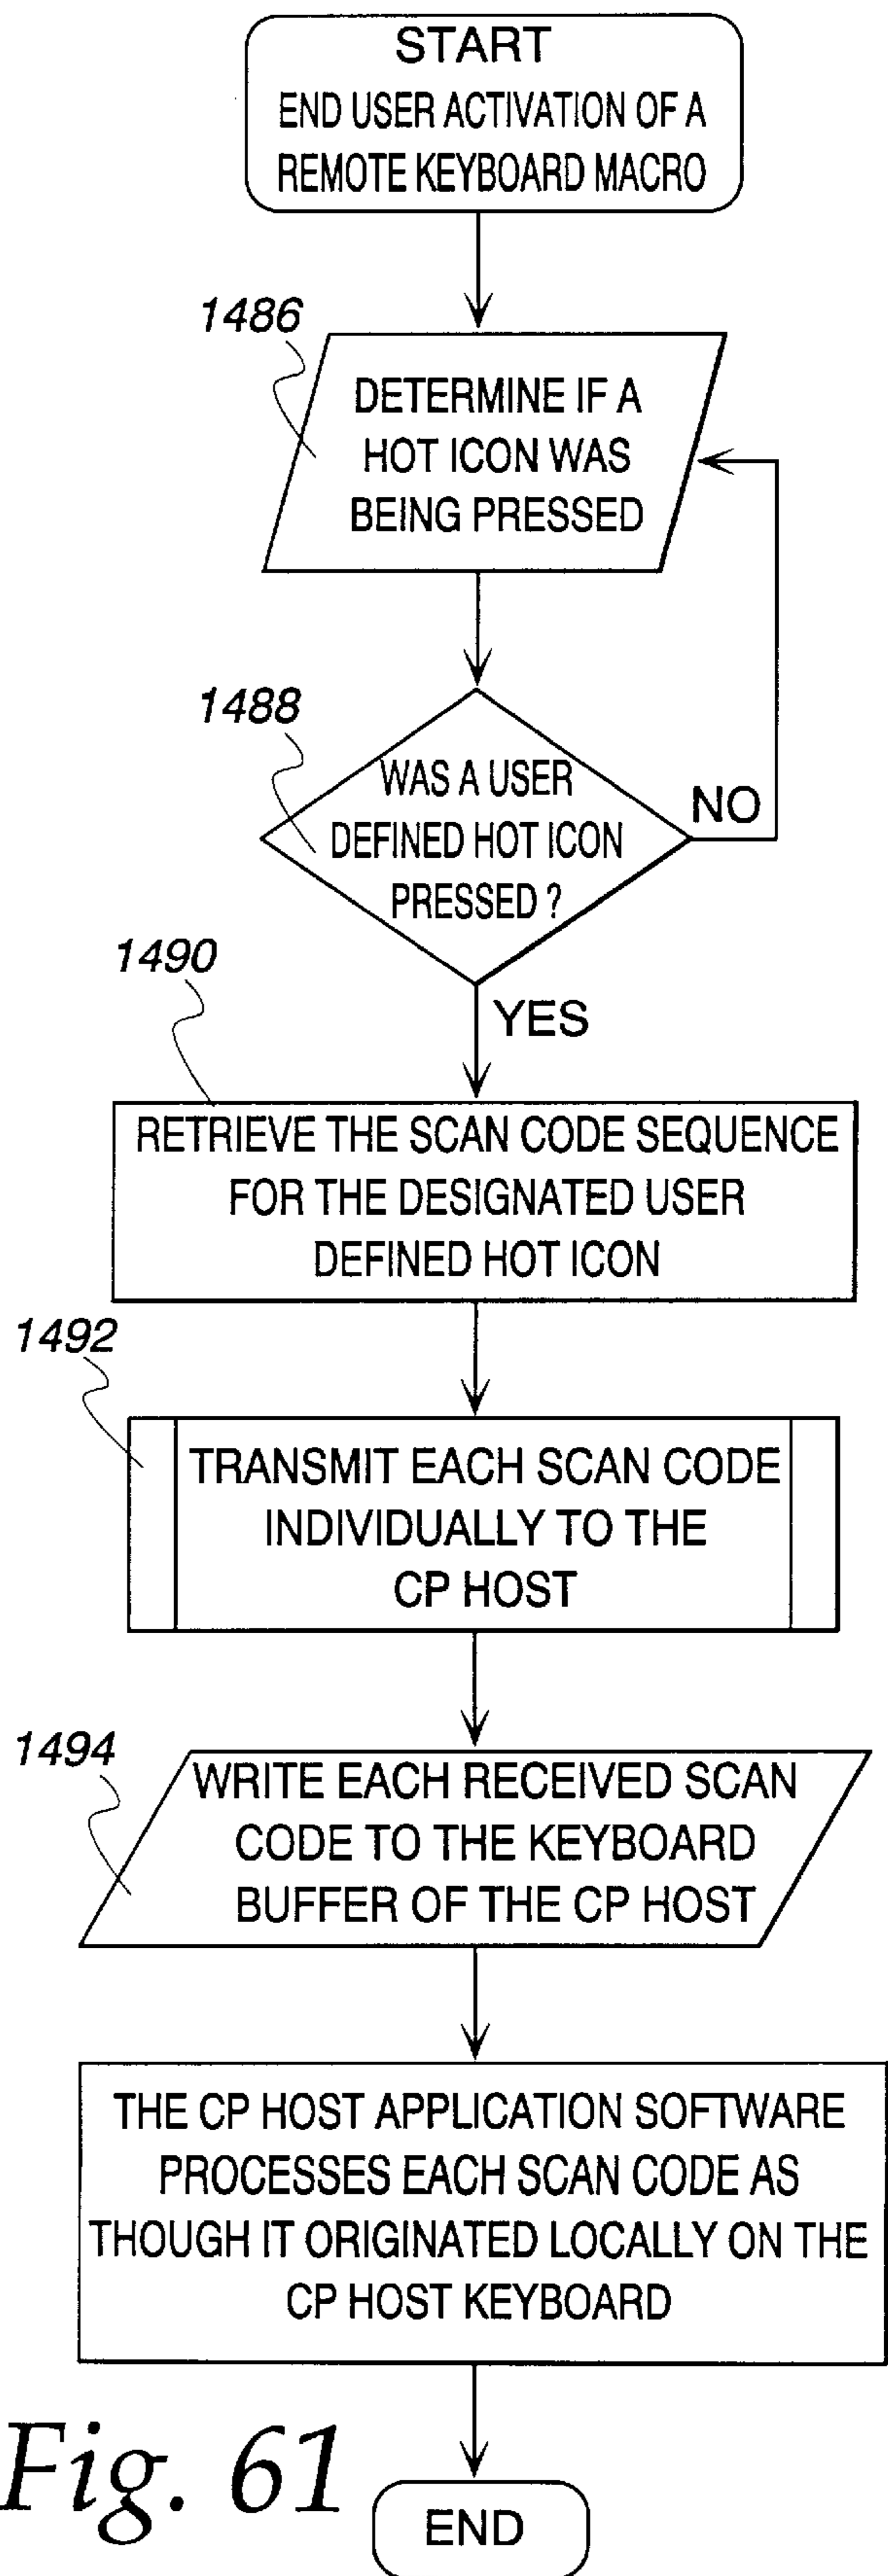 START
END USER ACTIVATION OF A
REMOTE KEYBOARD MACRO
1486
DETERMINE IF A
HOT ICON WAS
BEING PRESSED
1488
WAS A USER
DEFINED HOT ICON
PRESSED ?
NO
YES
1490
RETRIEVE THE SCAN CODE SEQUENCE
FOR THE DESIGNATED USER
DEFINED HOT ICON
1492
TRANSMIT EACH SCAN CODE
INDIVIDUALLY TO THE
CP HOST
1494
WRITE EACH RECEIVED SCAN
CODE TO THE KEYBOARD
BUFFER OF THE CP HOST
THE CP HOST APPLICATION SOFTWARE
PROCESSES EACH SCAN CODE AS
THOUGH IT ORIGINATED LOCALLY ON THE
CP HOST KEYBOARD
Fig. 61
END